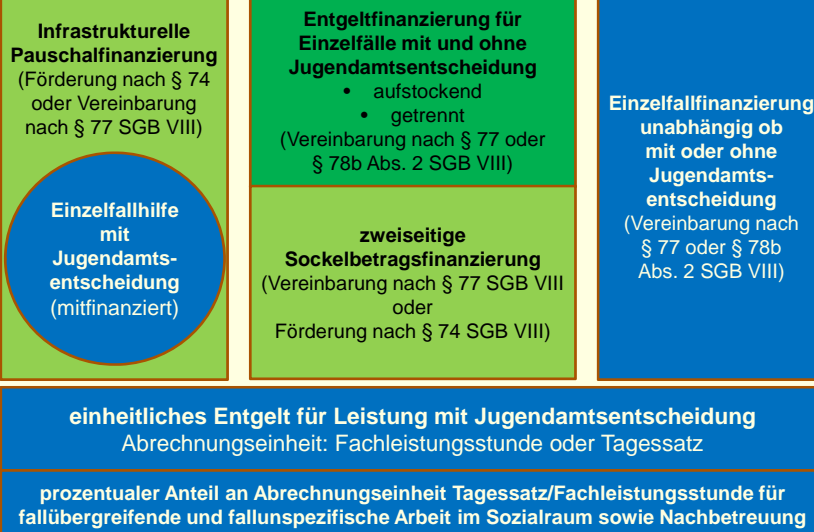 Infrastrukturelle
Pauschalfinanzierung
(Förderung nach § 74
oder Vereinbarung
nach § 77 SGB VIII)
Einzelfallhilfe
mit
Jugendamts-
entscheidung
(mitfinanziert)
Entgeltfinanzierung für
Einzelfälle mit und ohne
Jugendamtsentscheidung
• aufstockend
• getrennt
(Vereinbarung nach § 77 oder
§ 78b Abs. 2 SGB VIII)
zweiseitige
Sockelbetragsfinanzierung
(Vereinbarung nach § 77 SGB VIII
oder
Förderung nach § 74 SGB VIII)
Einzelfallfinanzierung
unabhängig ob
mit oder ohne
Jugendamts-
entscheidung
(Vereinbarung nach
§ 77 oder § 78b
Abs. 2 SGB VIII)
einheitliches Entgelt für Leistung mit Jugendamtsentscheidung
Abrechnungseinheit: Fachleistungsstunde oder Tagessatz
prozentualer Anteil an Abrechnungseinheit Tagessatz/Fachleistungsstunde für
fallübergreifende und fallunspezifische Arbeit im Sozialraum sowie Nachbetreuung